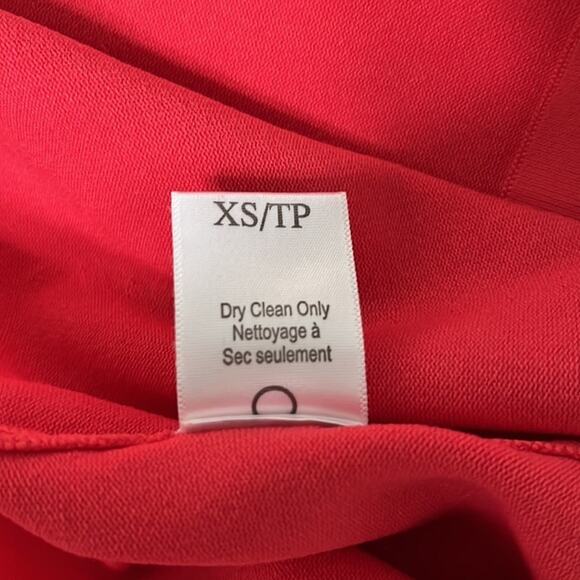 XS/TP
Dry Clean Only
Nettoyage à
Sec seulement